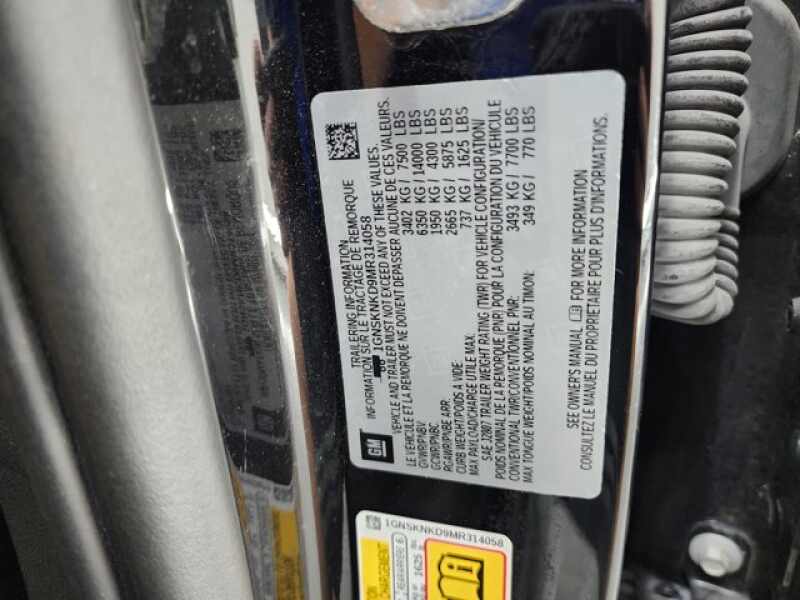 GM
TRAILERING INFORMATION
INFORMATION SUR LE TRACTAGE DE REMORQUE
1GNSKNKD9MR314058
VEHICLE AND TRAILER MUST NOT EXCEED ANY OF THESE VALUES.
LE VÉHICULE ET LA REMORQUE NE DOIVENT DÉPASSER AUCUNE DE CES VALEURS.
GVWR/PNBV 3402 KG / 7500 LBS
GCWR/PNBC 6350 KG / 14000 LBS
RGAWR/PNBE ARR. 1950 KG / 4300 LBS
CURB WEIGHT/POIDS A VIDE: 2665 KG / 5875 LBS
MAX PAYLOAD/CHARGE UTILE MAX: 737 KG / 1625 LBS
SAE J2807 TRAILER WEIGHT RATING (TWR) FOR VEHICLE CONFIGURATION/
POIDS NOMINAL DE LA REMORQUE (PNR) POUR LA CONFIGURATION DU VÉHICULE
CONVENTIONAL TWR/CONVENTIONNEL PNR: 3493 KG / 7700 LBS
MAX TONGUE WEIGHT/POIDS NOMINAL AU TIMON: 349 KG / 770 LBS
SEE OWNER'S MANUAL FOR MORE INFORMATION
CONSULTEZ LE MANUEL DU PROPRIÉTAIRE POUR PLUS D'INFORMATIONS.
1GNSKNKD9MR314058